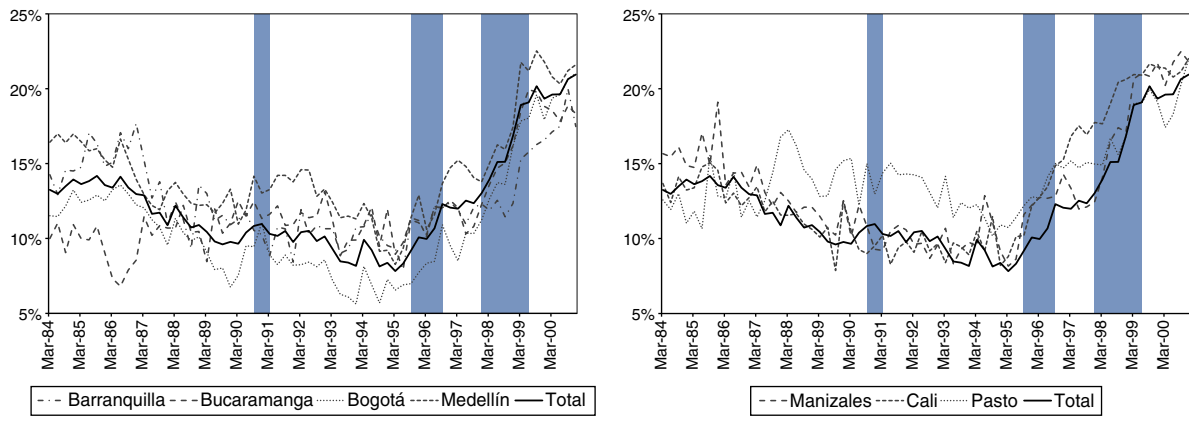 25%
20%
15%
10%
5%
Mar-84
Mar-85
Mar-86
Mar-87
Mar-88
Mar-89
Mar-90
Mar-91
Mar-92
Mar-93
Mar-94
Mar-95
Mar-96
Mar-97
Mar-98
Mar-99
Mar-00
Barranquilla Bucaramanga Bogotá Medellín Total
25%
20%
15%
10%
5%
Mar-84
Mar-85
Mar-86
Mar-87
Mar-88
Mar-89
Mar-90
Mar-91
Mar-92
Mar-93
Mar-94
Mar-95
Mar-96
Mar-97
Mar-98
Mar-99
Mar-00
Manizales Cali Pasto Total